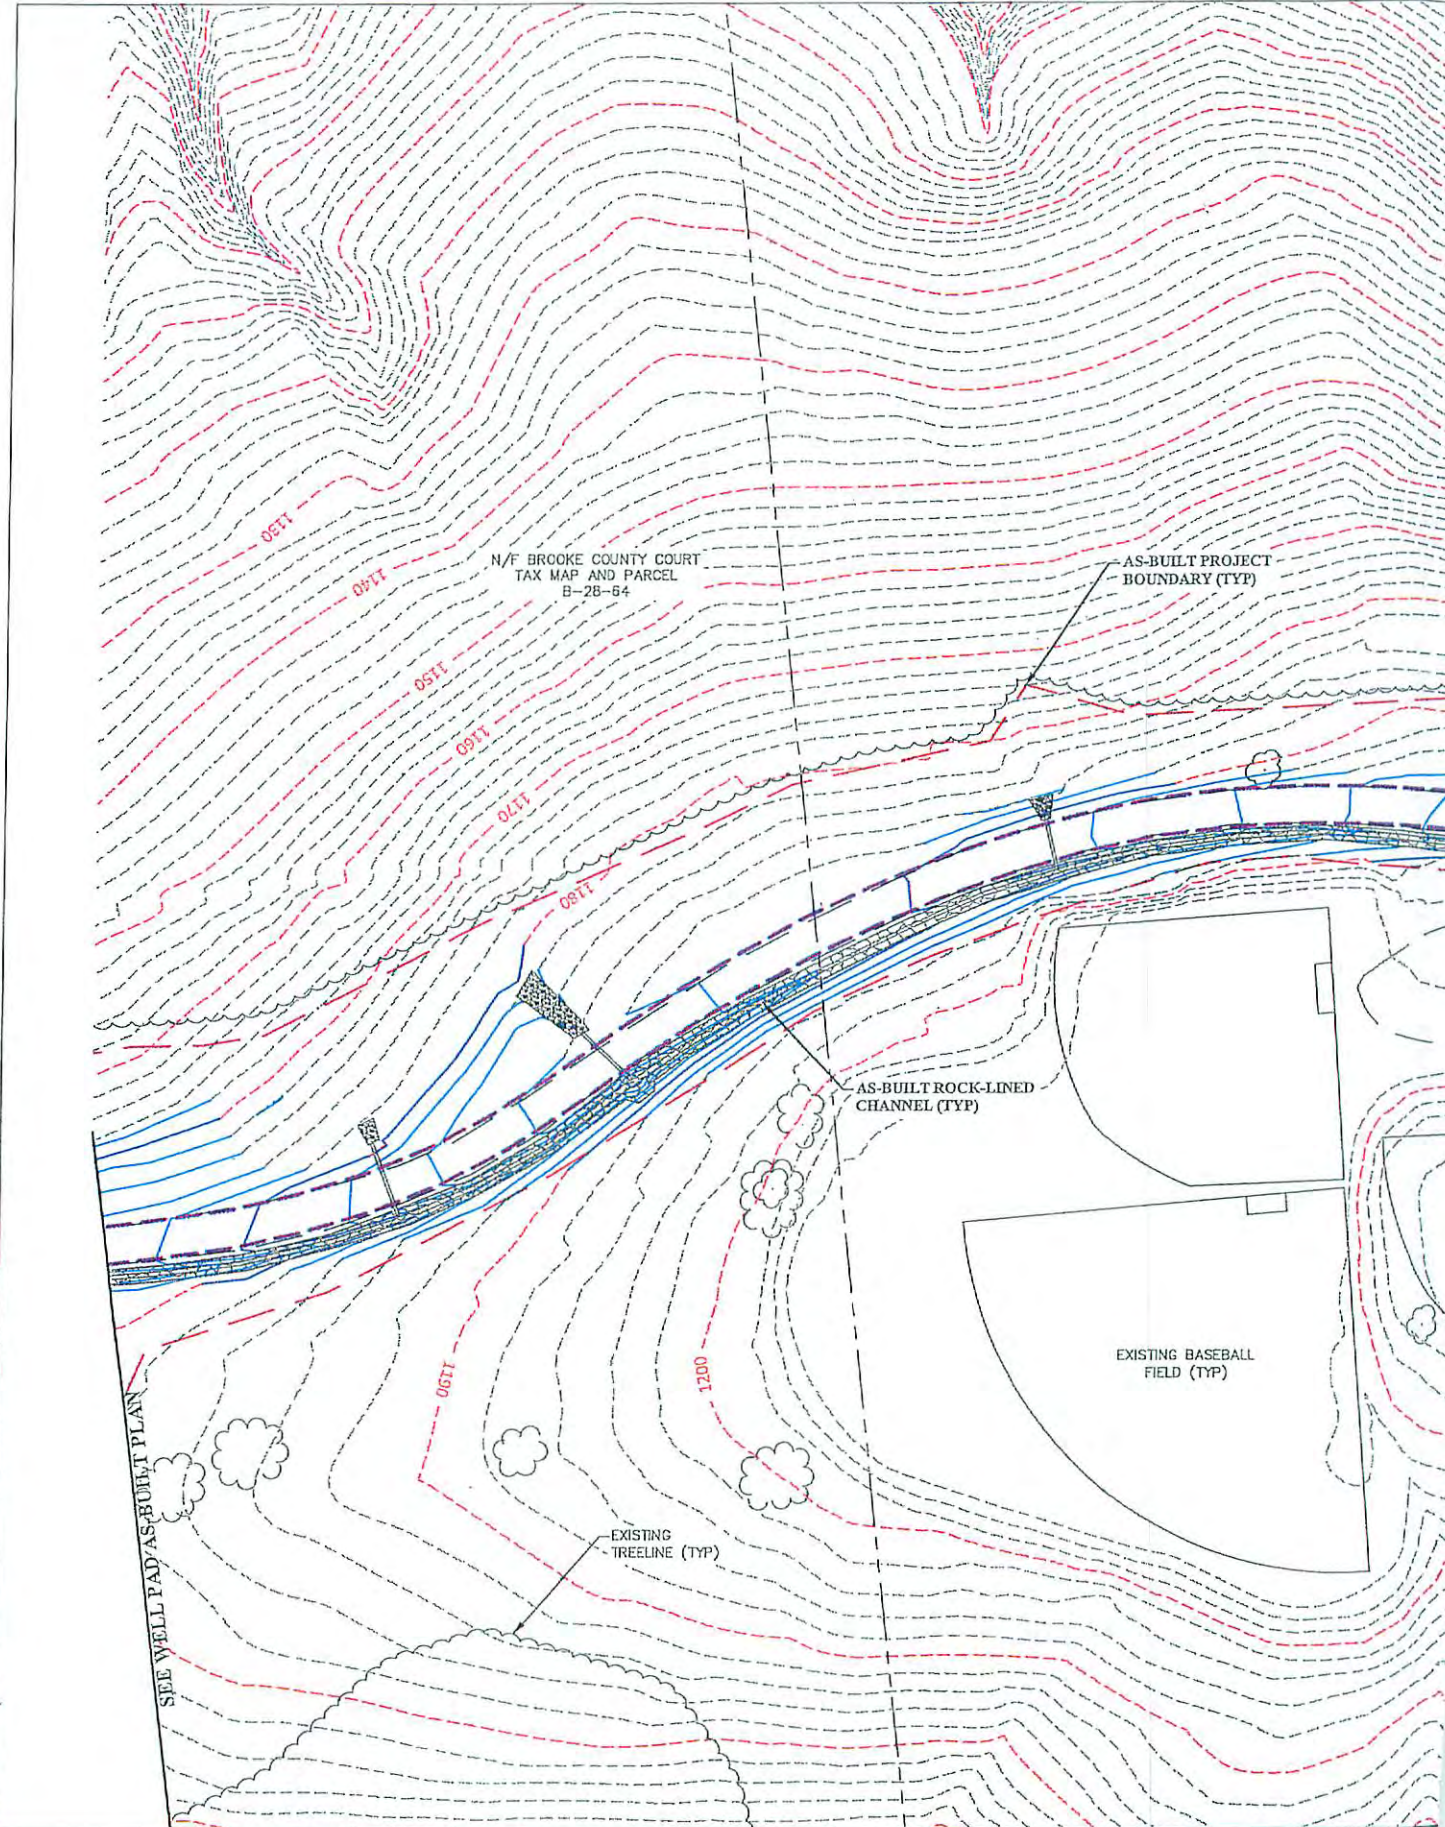 1130
1140
N/F BROOKE COUNTY COURT
TAX MAP AND PARCEL
B-28-64
AS-BUILT PROJECT
BOUNDARY (TYP)
1150
1160
1170
1180
AS-BUILT ROCK-LINED
CHANNEL (TYP)
1190
1200
EXISTING BASEBALL
FIELD (TYP)
SEE WELL PAD AS-BUILT PLAN
EXISTING
TREELINE (TYP)